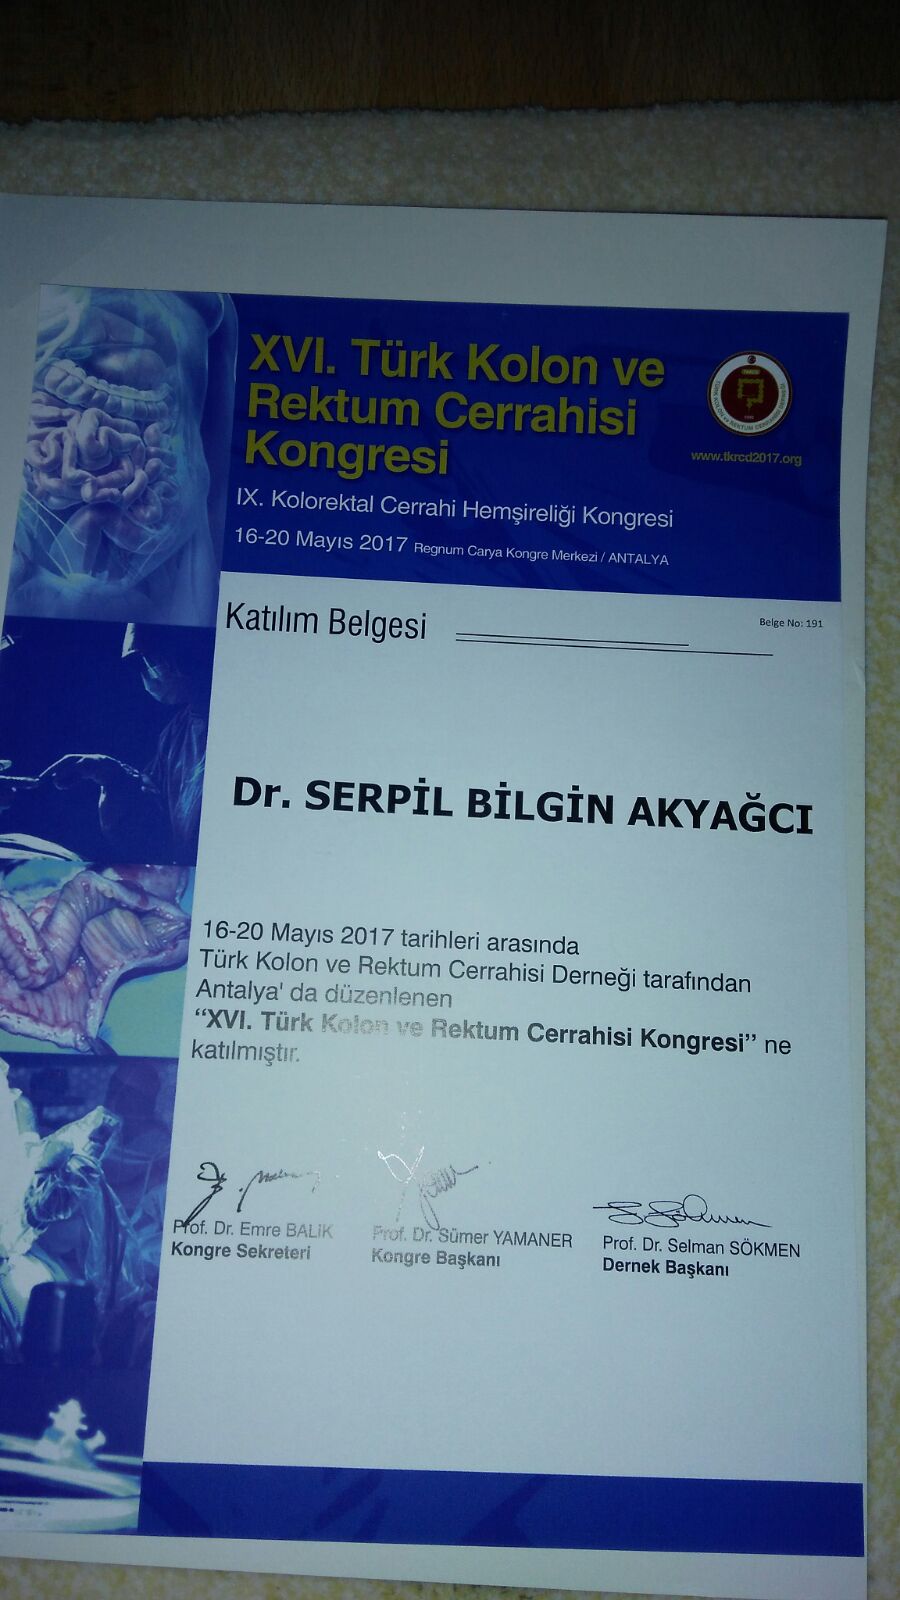 XVI. Türk Kolon ve
Rektum Cerrahisi
Kongresi
www.tkrcd2017.org
IX. Kolorektal Cerrahi Hemşireliği Kongresi
16-20 Mayıs 2017 Regnum Carya Kongre Merkezi / ANTALYA
Katılım Belgesi
Belge No: 191
Dr. SERPİL BİLGİN AKYAĞCI
16-20 Mayıs 2017 tarihleri arasında
Türk Kolon ve Rektum Cerrahisi Derneği tarafından
Antalya' da düzenlenen
“XVI. Türk Kolon ve Rektum Cerrahisi Kongresi” ne
katılmıştır.
Prof. Dr. Emre BALİK
Kongre Sekreteri
Prof. Dr. Sümer YAMANER
Kongre Başkanı
Prof. Dr. Selman SÖKMEN
Dernek Başkanı